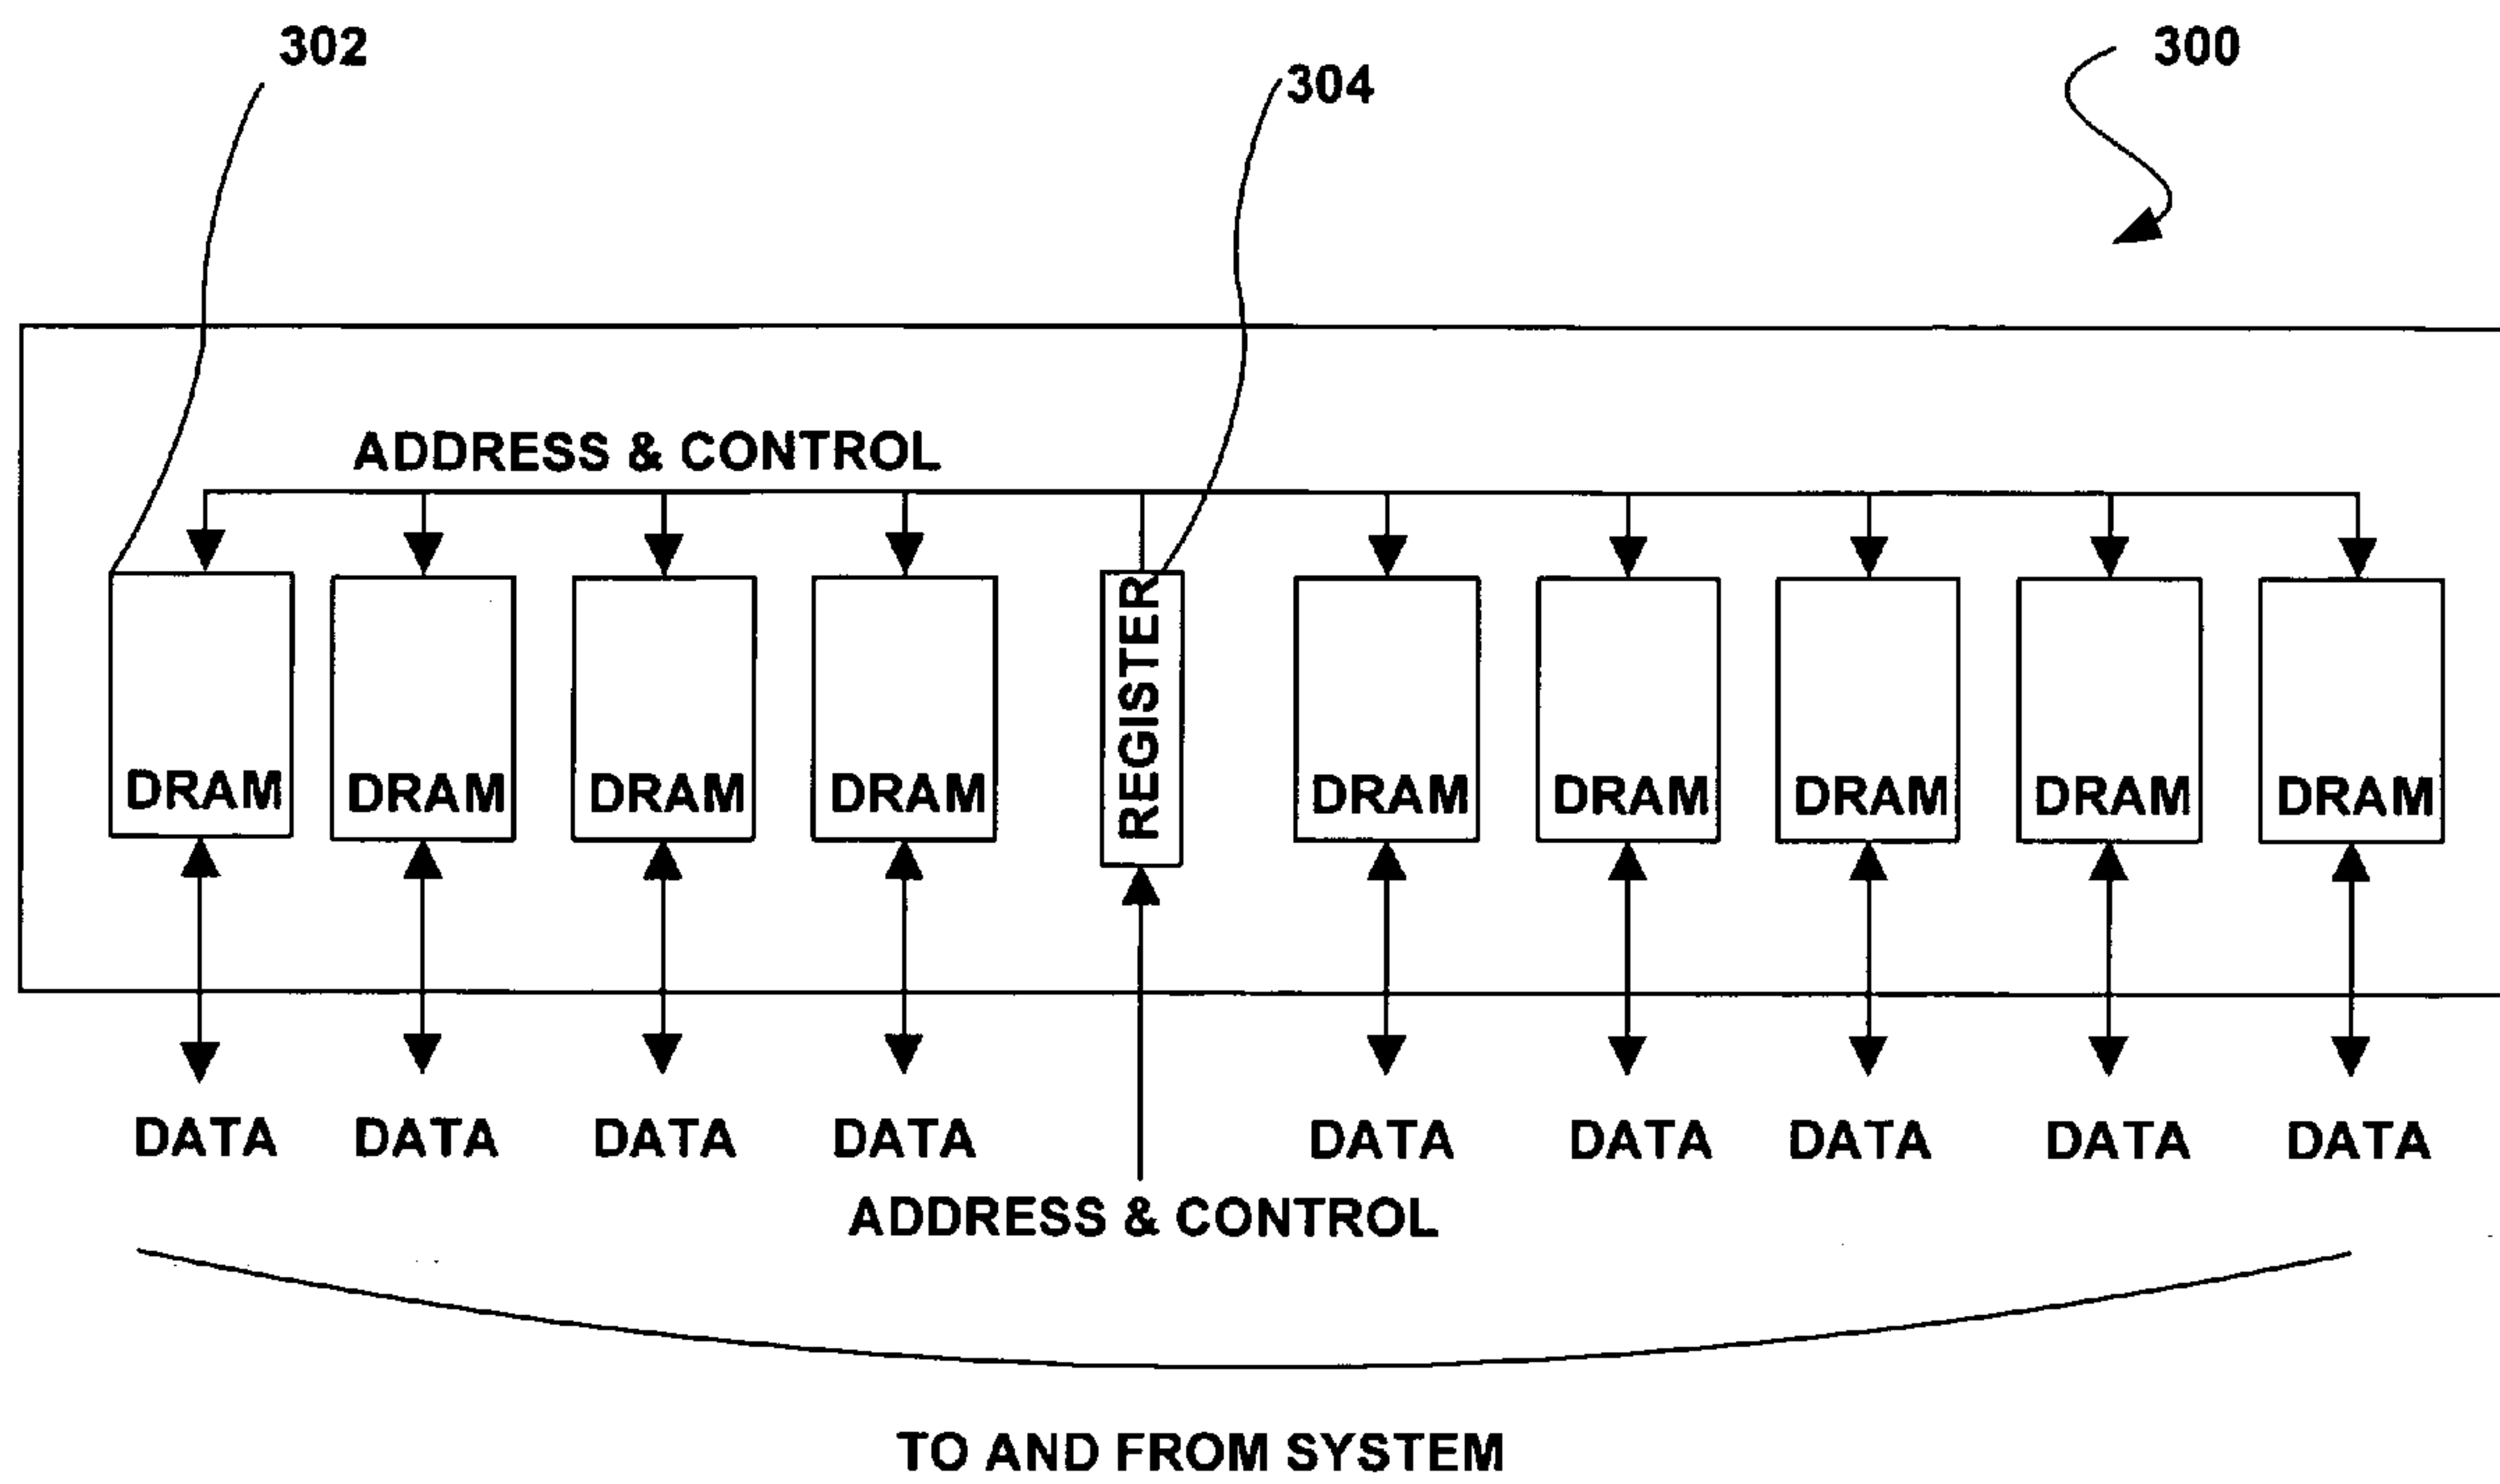 302
304
300
ADDRESS & CONTROL
DRAM
DRAM
DRAM
DRAM
REGISTER
DRAM
DRAM
DRAM
DRAM
DRAM
DATA
DATA
DATA
DATA
DATA
DATA
DATA
DATA
DATA
ADDRESS & CONTROL
TO AND FROM SYSTEM